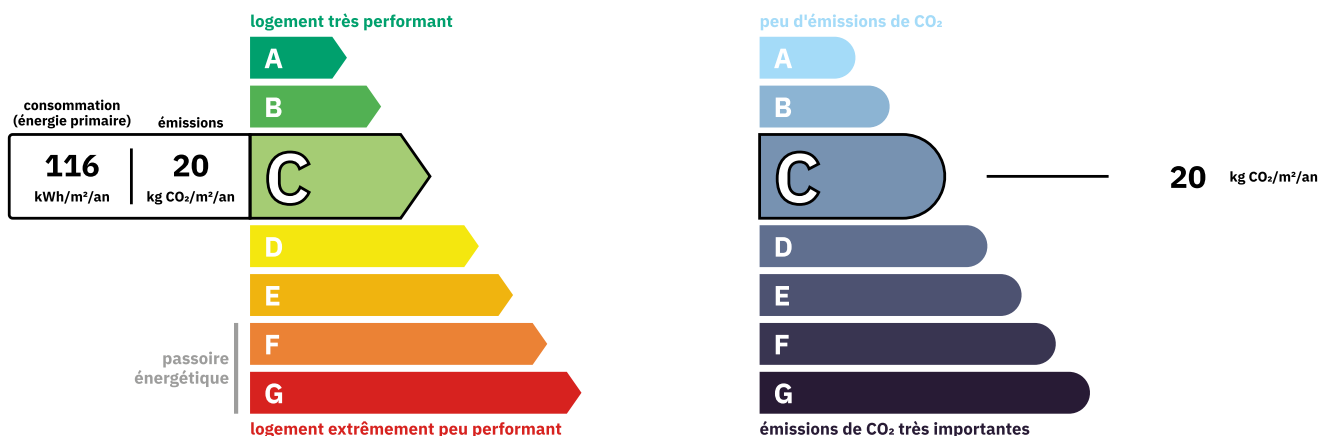 logement très performant
A
B
consommation
(énergie primaire)
émissions
116
kWh/m²/an
20
kg CO₂/m²/an
C
D
E
F
G
passoire
énergétique
logement extrêmement peu performant
peu d'émissions de CO₂
A
B
C
20
kg CO₂/m²/an
D
E
F
G
émissions de CO₂ très importantes